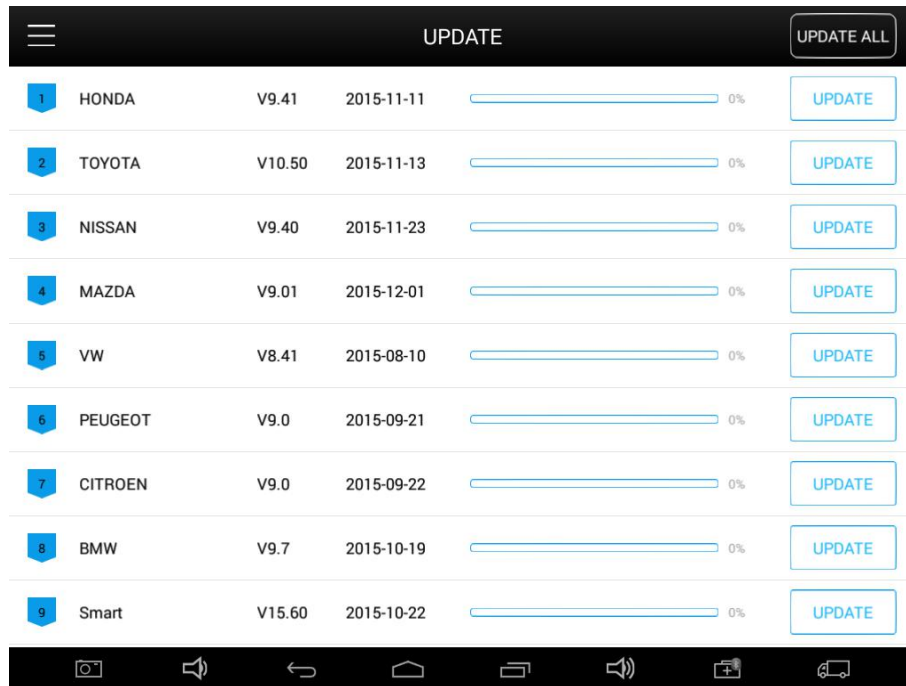 UPDATE UPDATE ALL
1 HONDA V9.41 2015-11-11 0% UPDATE
2 TOYOTA V10.50 2015-11-13 0% UPDATE
3 NISSAN V9.40 2015-11-23 0% UPDATE
4 MAZDA V9.01 2015-12-01 0% UPDATE
5 VW V8.41 2015-08-10 0% UPDATE
6 PEUGEOT V9.0 2015-09-21 0% UPDATE
7 CITROEN V9.0 2015-09-22 0% UPDATE
8 BMW V9.7 2015-10-19 0% UPDATE
9 Smart V15.60 2015-10-22 0% UPDATE